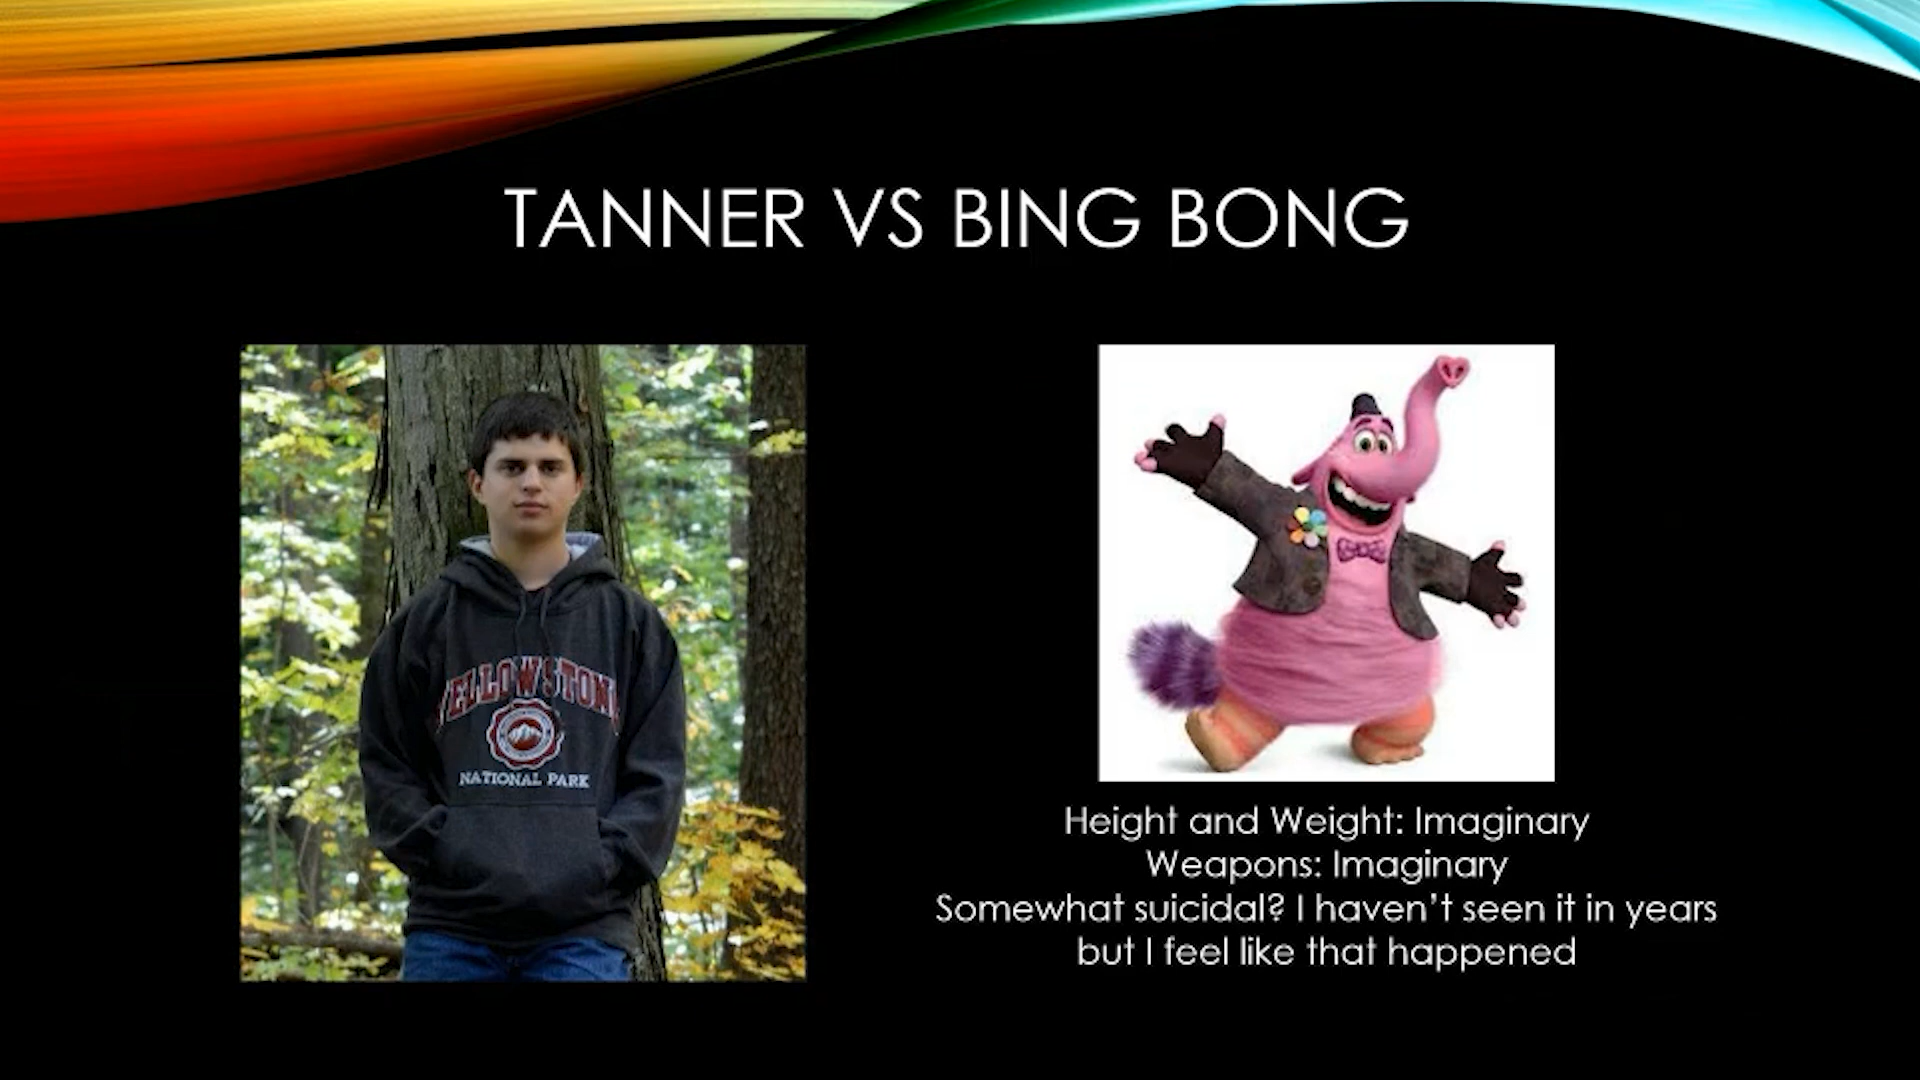 TANNER VS BING BONG
YELLOWSTONE
NATIONAL PARK
Height and Weight: Imaginary
Weapons: Imaginary
Somewhat suicidal? I haven't seen it in years
but I feel like that happened